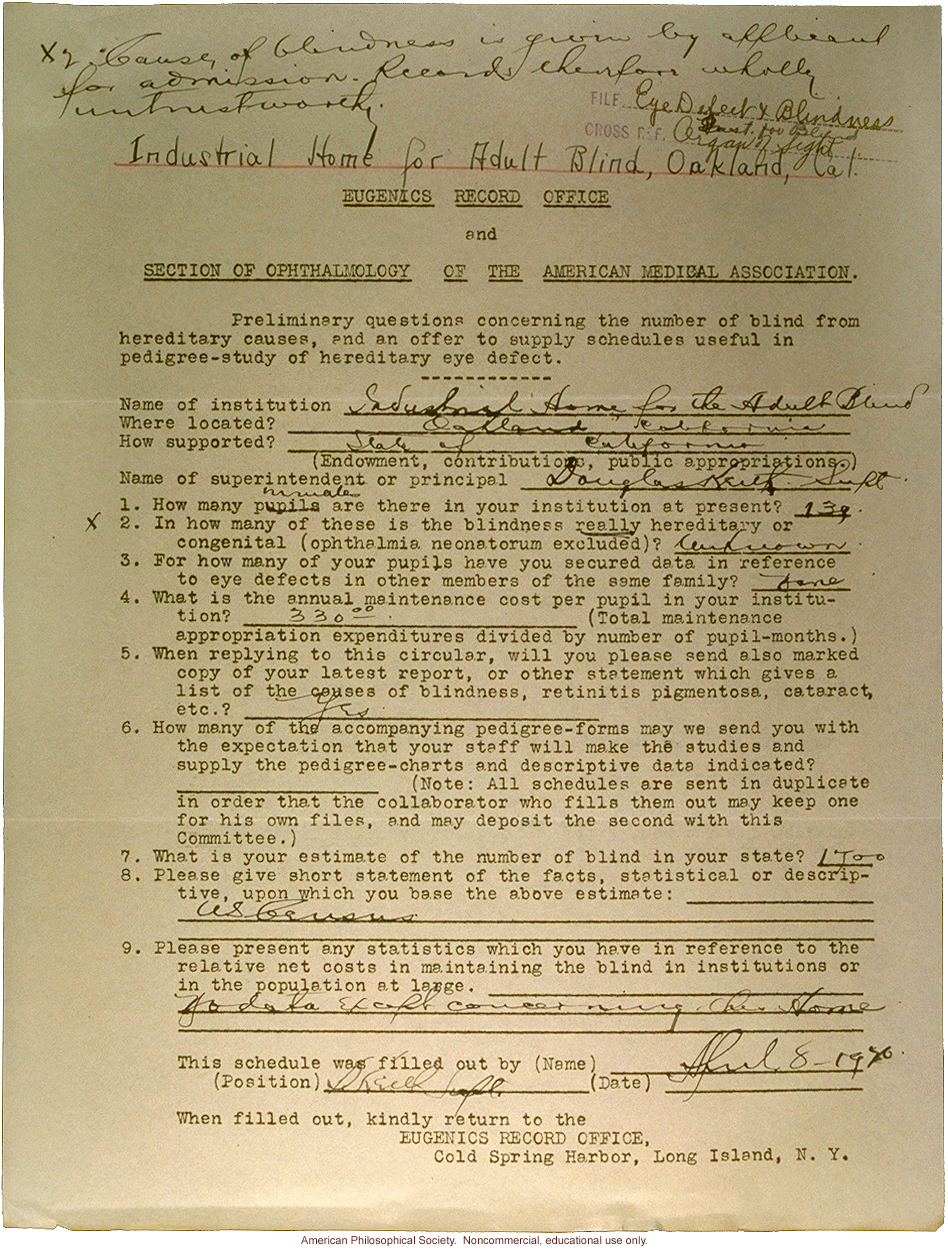 X 2. Cause of blindness is given by applicant
for admission. Records therefore wholly
untrustworthy.
FILE Eye Defect & Blindness
CROSS REF. Inst. for Bl.
Organ of Sight
Industrial Home for Adult Blind, Oakland, Cal.
EUGENICS RECORD OFFICE
and
SECTION OF OPHTHALMOLOGY OF THE AMERICAN MEDICAL ASSOCIATION.
Preliminary questions concerning the number of blind from
hereditary causes, and an offer to supply schedules useful in
pedigree-study of hereditary eye defect.
------------
Name of institution Industrial Home for the Adult Blind
Where located? Oakland, California
How supported? State of California
(Endowment, contributions, public appropriations.)
Name of superintendent or principal Douglas Keith. Supt.
inmates
1. How many pupils are there in your institution at present?
X 2. In how many of these is the blindness really hereditary or
congenital (ophthalmia neonatorum excluded)? Unknown.
3. For how many of your pupils have you secured data in reference
to eye defects in other members of the same family? None
4. What is the annual maintenance cost per pupil in your institu-
tion? 330 00. (Total maintenance
appropriation expenditures divided by number of pupil-months.)
5. When replying to this circular, will you please send also marked
copy of your latest report, or other statement which gives a
list of the causes of blindness, retinitis pigmentosa, cataract,
etc.? Yes.
6. How many of the accompanying pedigree-forms may we send you with
the expectation that your staff will make the studies and
supply the pedigree-charts and descriptive data indicated?
(Note: All schedules are sent in duplicate
in order that the collaborator who fills them out may keep one
for his own files, and may deposit the second with this
Committee.)
7. What is your estimate of the number of blind in your state?
8. Please give short statement of the facts, statistical or descrip-
tive, upon which you base the above estimate:
US Census
9. Please present any statistics which you have in reference to the
relative net costs in maintaining the blind in institutions or
in the population at large.
No data except concerning this Home
This schedule was filled out by (Name) April 8-19
(Position) D Keith Supt. (Date)
When filled out, kindly return to the
EUGENICS RECORD OFFICE,
Cold Spring Harbor, Long Island, N. Y.
American Philosophical Society. Noncommercial, educational use only.